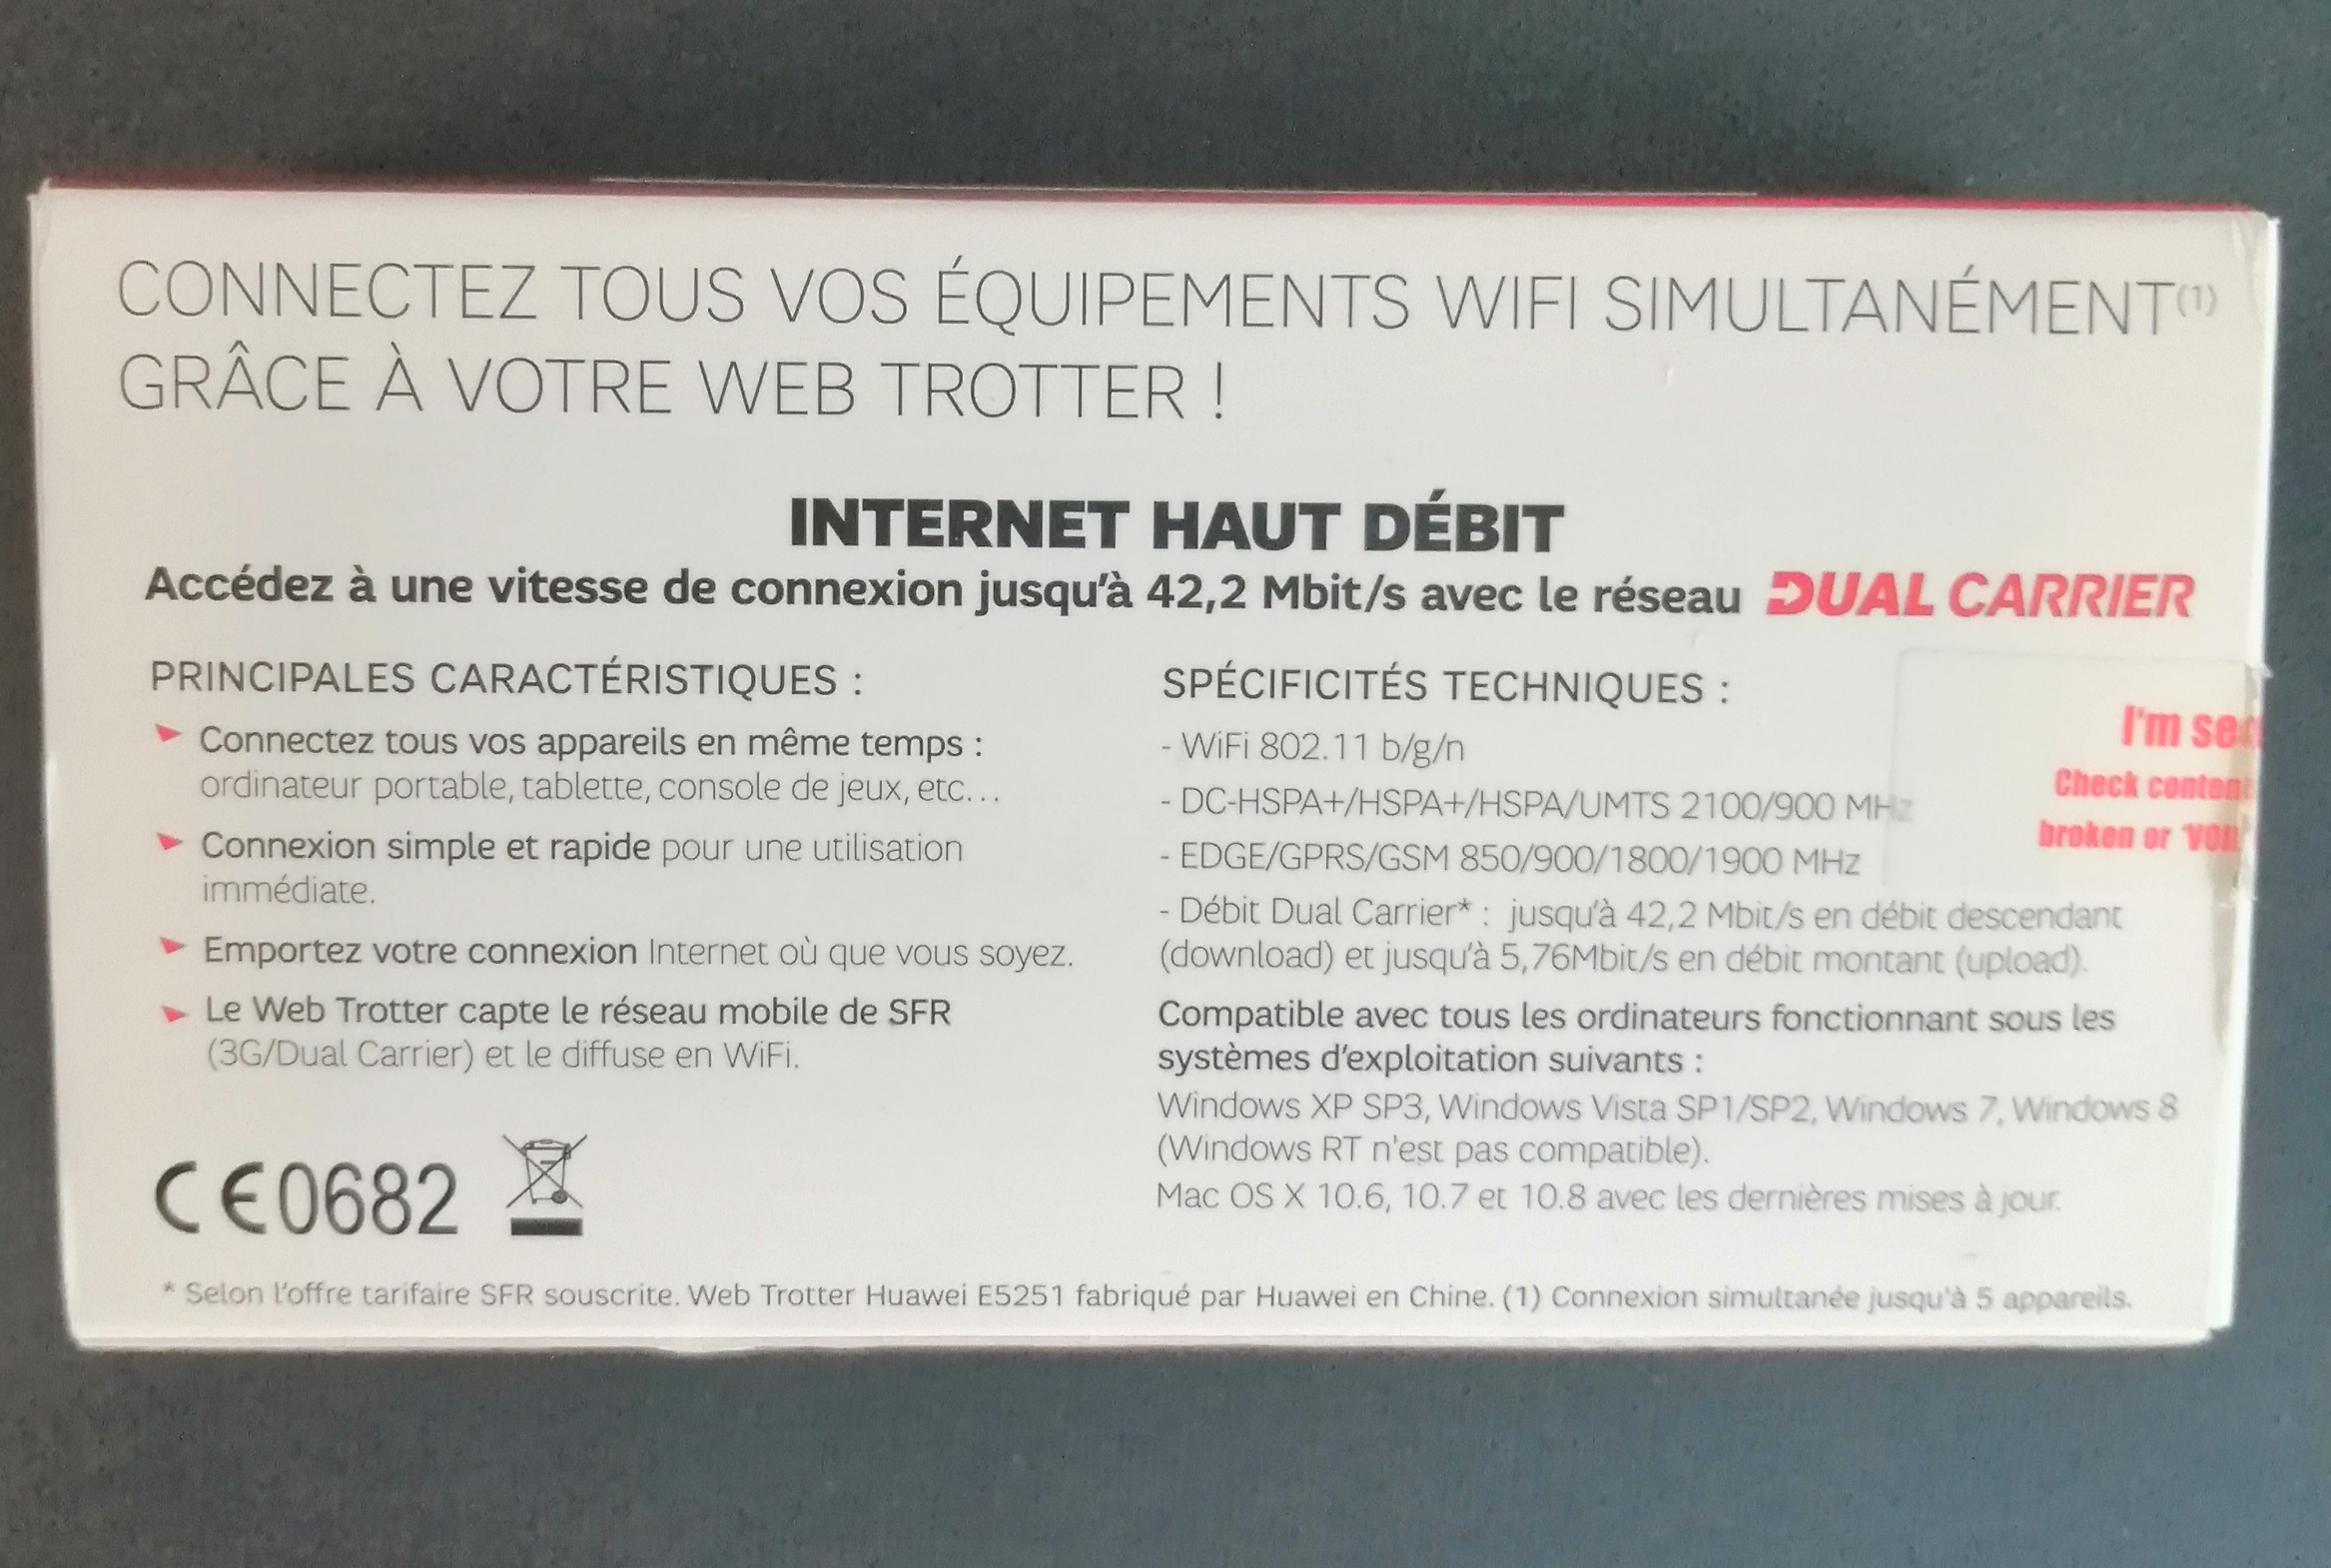 CONNECTEZ TOUS VOS ÉQUIPEMENTS WIFI SIMULTANÉMENT(1)
GRÂCE À VOTRE WEB TROTTER !
INTERNET HAUT DÉBIT
Accédez à une vitesse de connexion jusqu'à 42,2 Mbit/s avec le réseau DUAL CARRIER
PRINCIPALES CARACTÉRISTIQUES :
Connectez tous vos appareils en même temps :
ordinateur portable, tablette, console de jeux, etc...
Connexion simple et rapide pour une utilisation
immédiate.
Emportez votre connexion Internet où que vous soyez.
Le Web Trotter capte le réseau mobile de SFR
(3G/Dual Carrier) et le diffuse en WiFi.
CE0682
SPÉCIFICITÉS TECHNIQUES :
- WiFi 802.11 b/g/n
- DC-HSPA+/HSPA+/HSPA/UMTS 2100/900 MHz
- EDGE/GPRS/GSM 850/900/1800/1900 MHz
- Débit Dual Carrier* : jusqu'à 42,2 Mbit/s en débit descendant
(download) et jusqu'à 5,76Mbit/s en débit montant (upload).
Compatible avec tous les ordinateurs fonctionnant sous les
systèmes d'exploitation suivants :
Windows XP SP3, Windows Vista SP1/SP2, Windows 7, Windows 8
(Windows RT n'est pas compatible).
Mac OS X 10.6, 10.7 et 10.8 avec les dernières mises à jour.
I'm
Check
broken or
* Selon l'offre tarifaire SFR souscrite. Web Trotter Huawei E5251 fabriqué par Huawei en Chine. (1) Connexion simultanée jusqu'à 5 appareils.